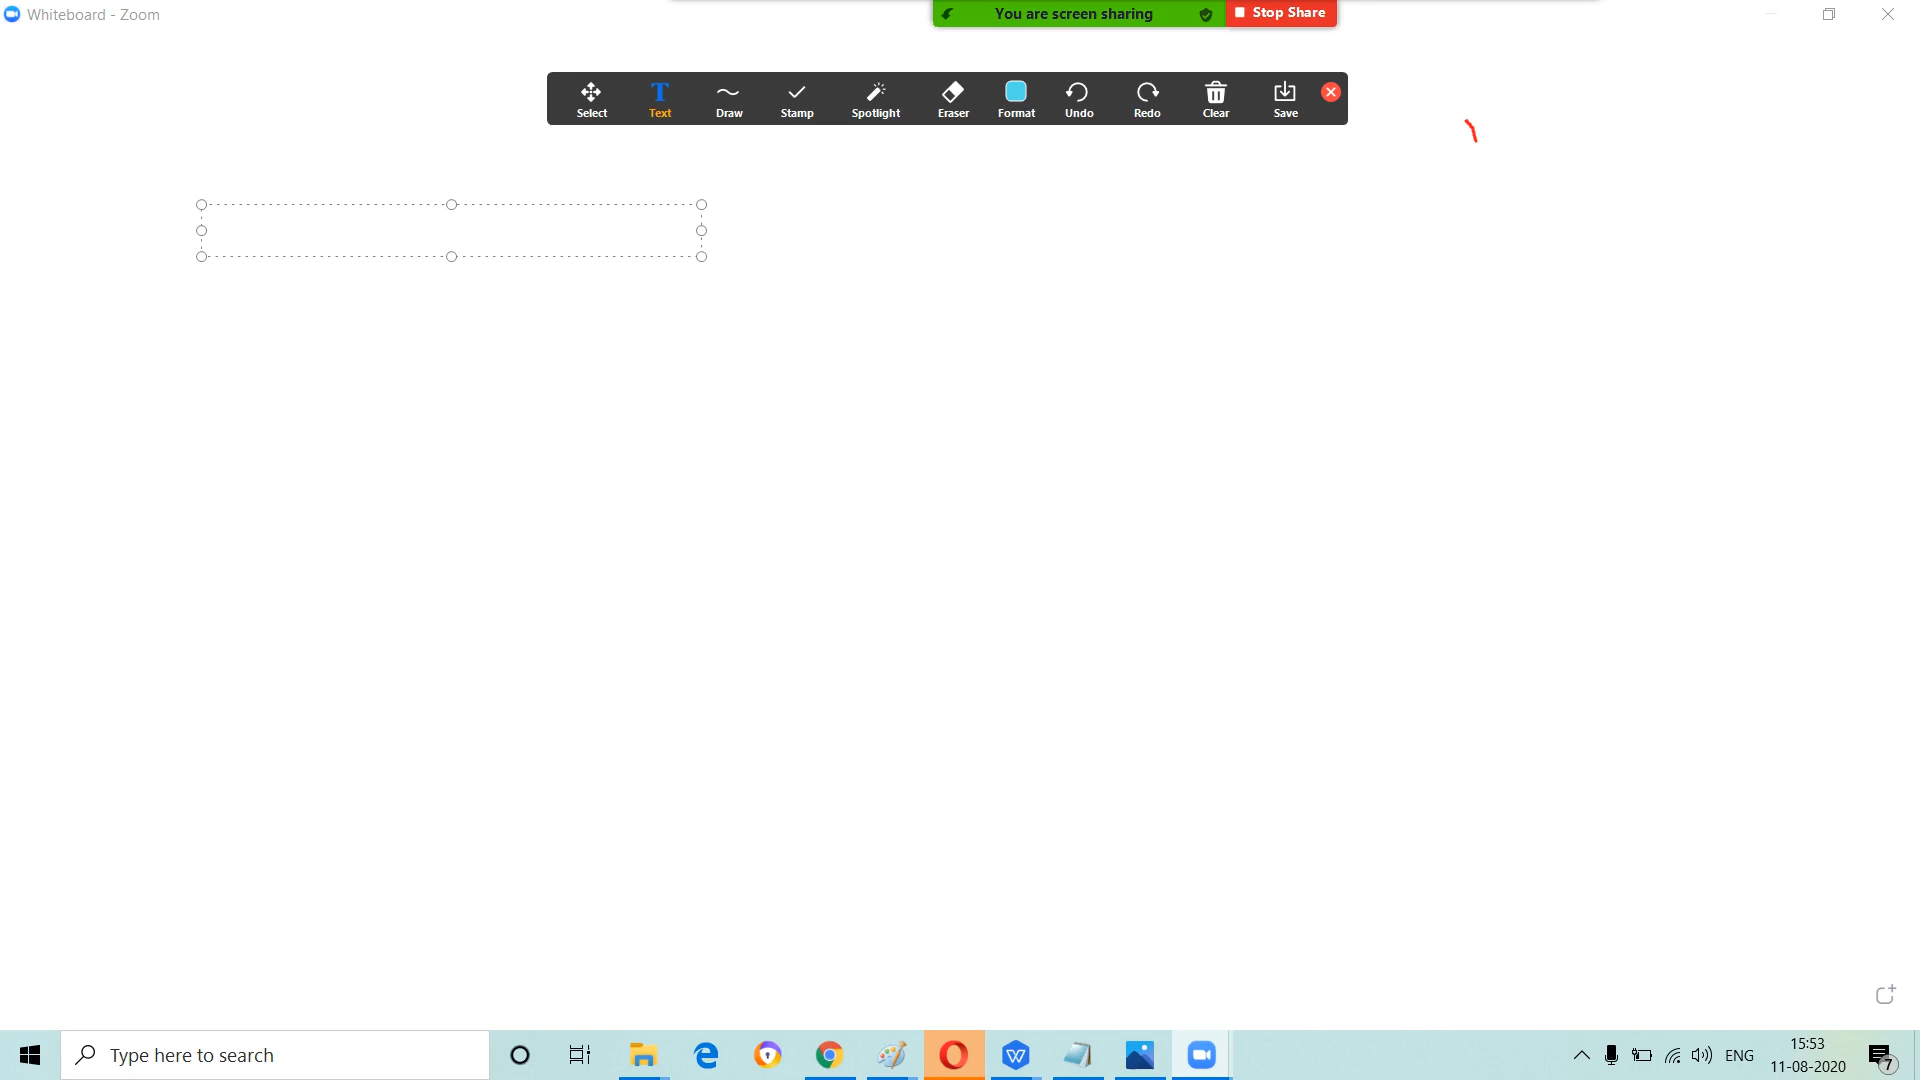 Whiteboard - Zoom
You are screen sharing
Stop Share
Select
Text
Draw
Stamp
Spotlight
Eraser
Format
Undo
Redo
Clear
Save
Type here to search
ENG
15:53
11-08-2020
7